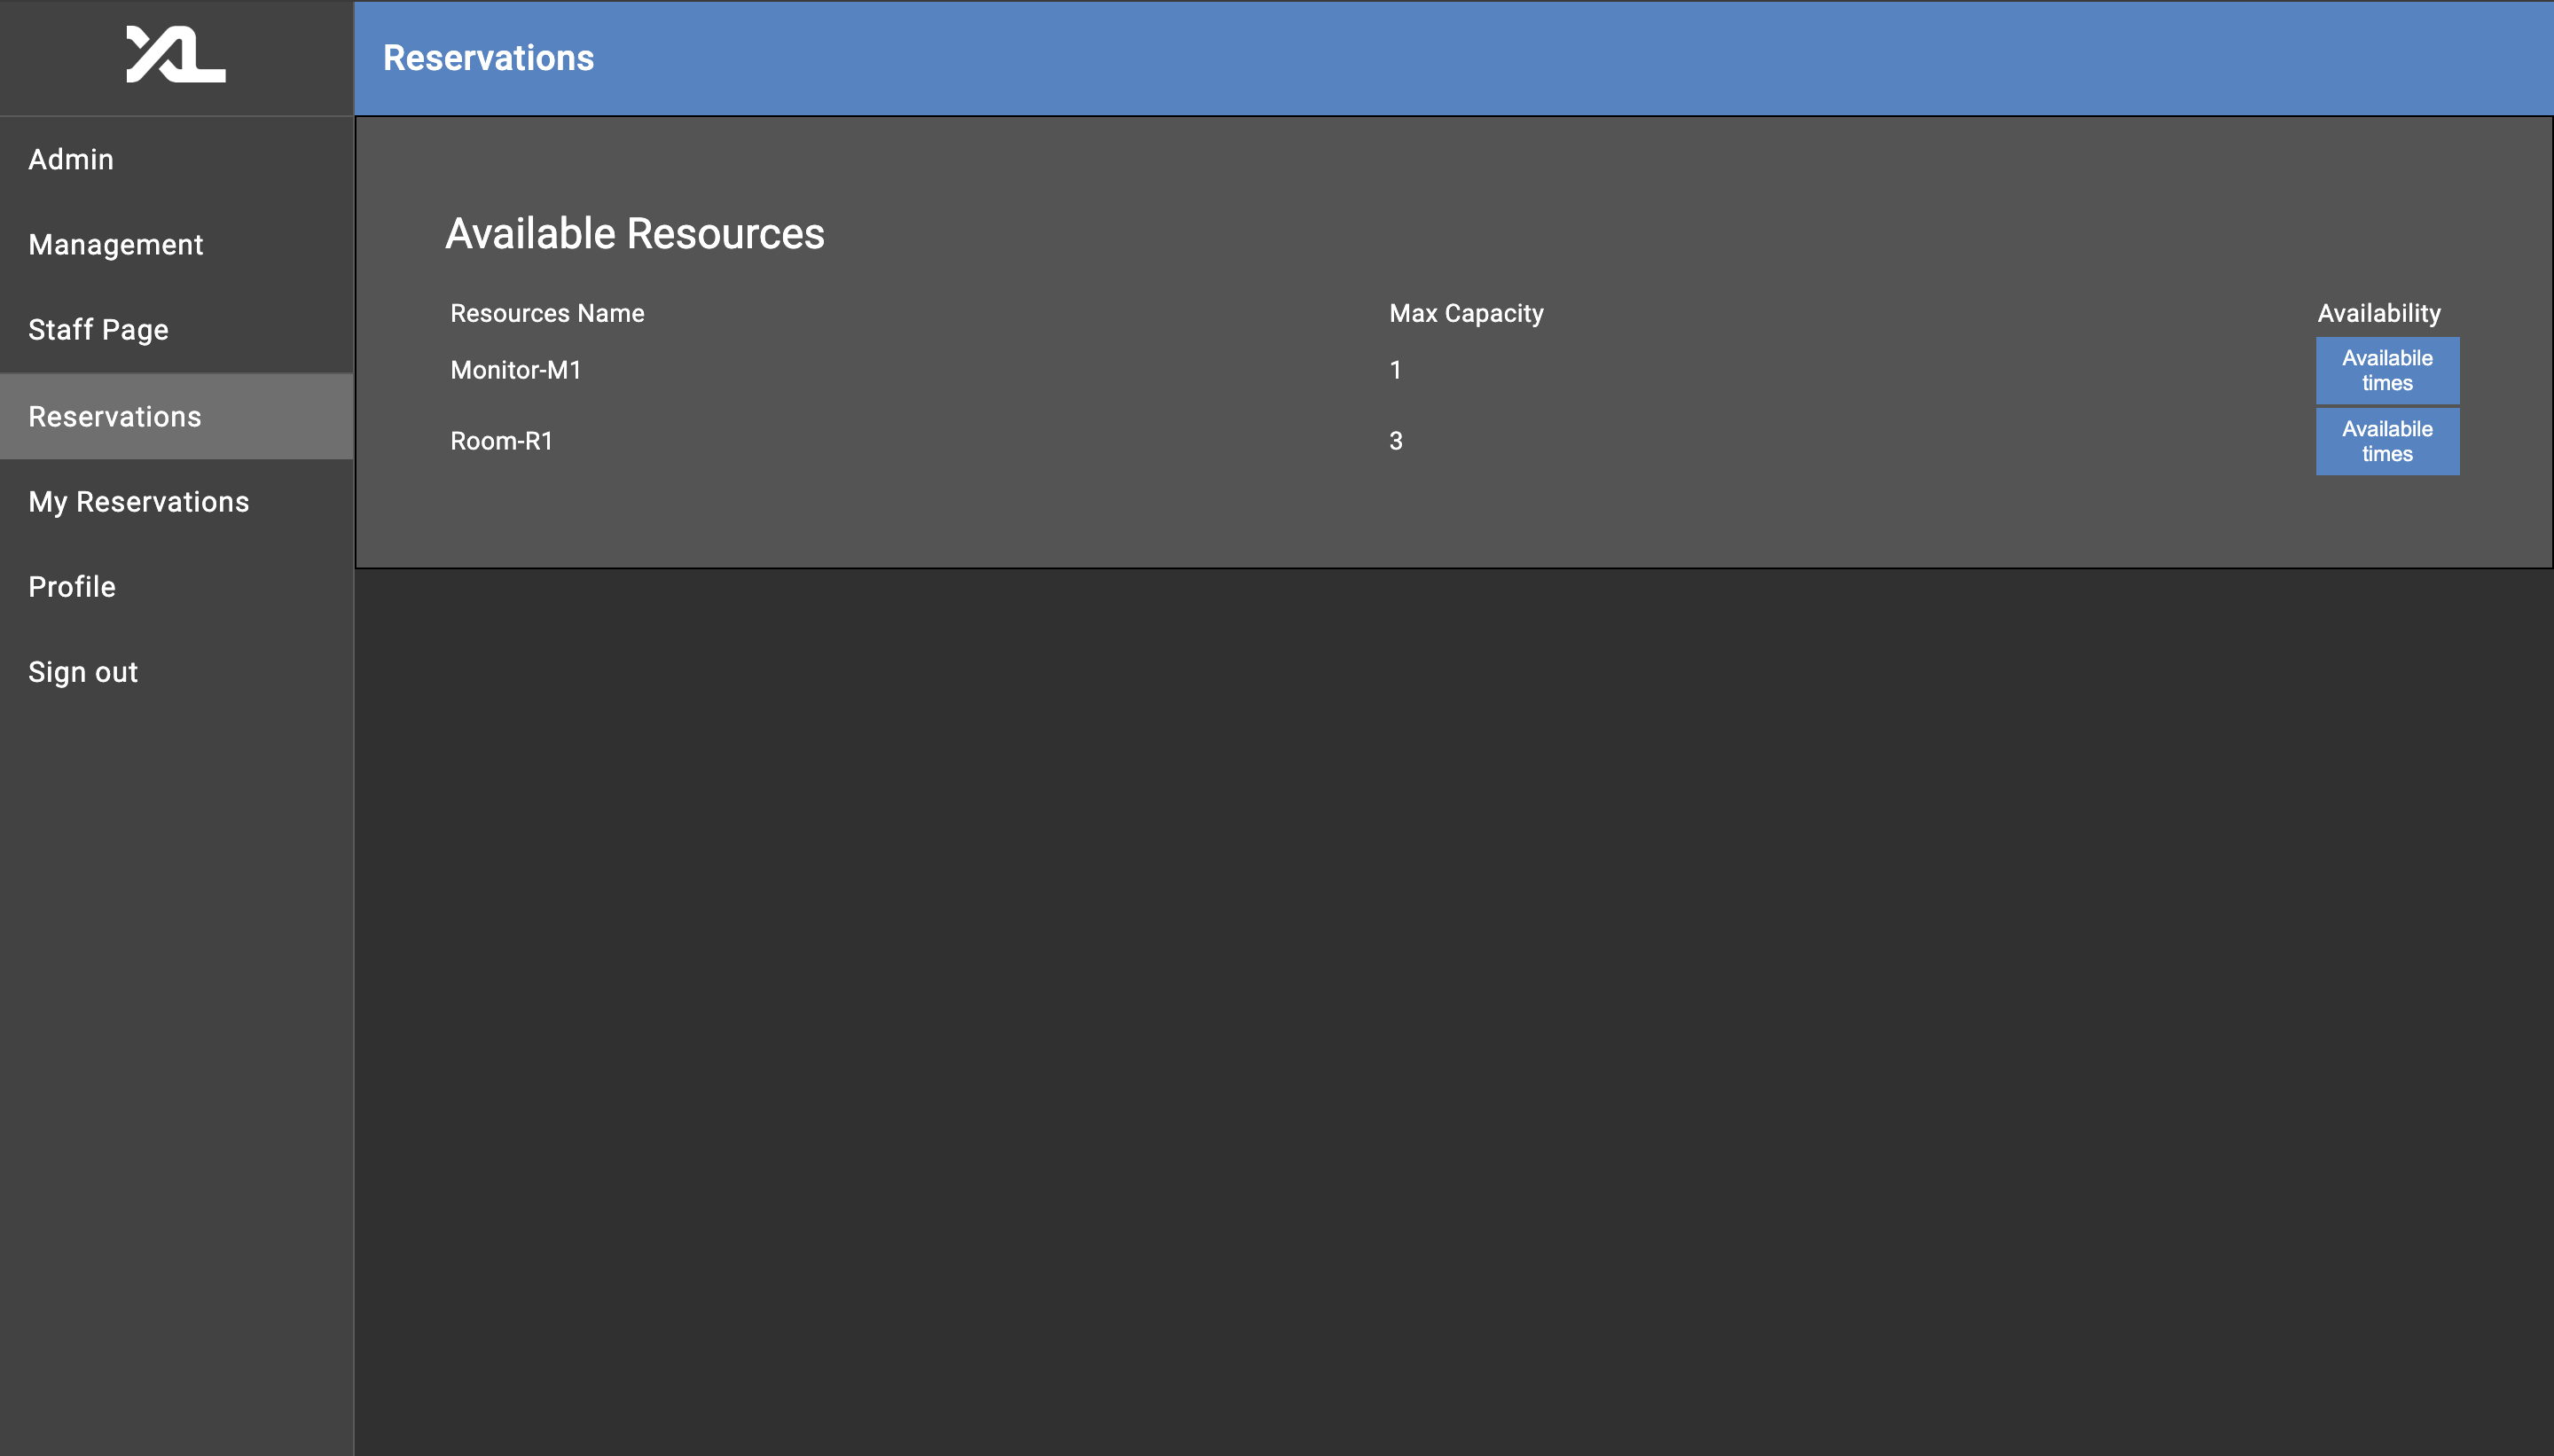 XL
Reservations
Admin
Management
Staff Page
Reservations
My Reservations
Profile
Sign out
Available Resources
Resources Name Max Capacity Availability
Monitor-M1 1 Availabile
times
Room-R1 3 Availabile
times